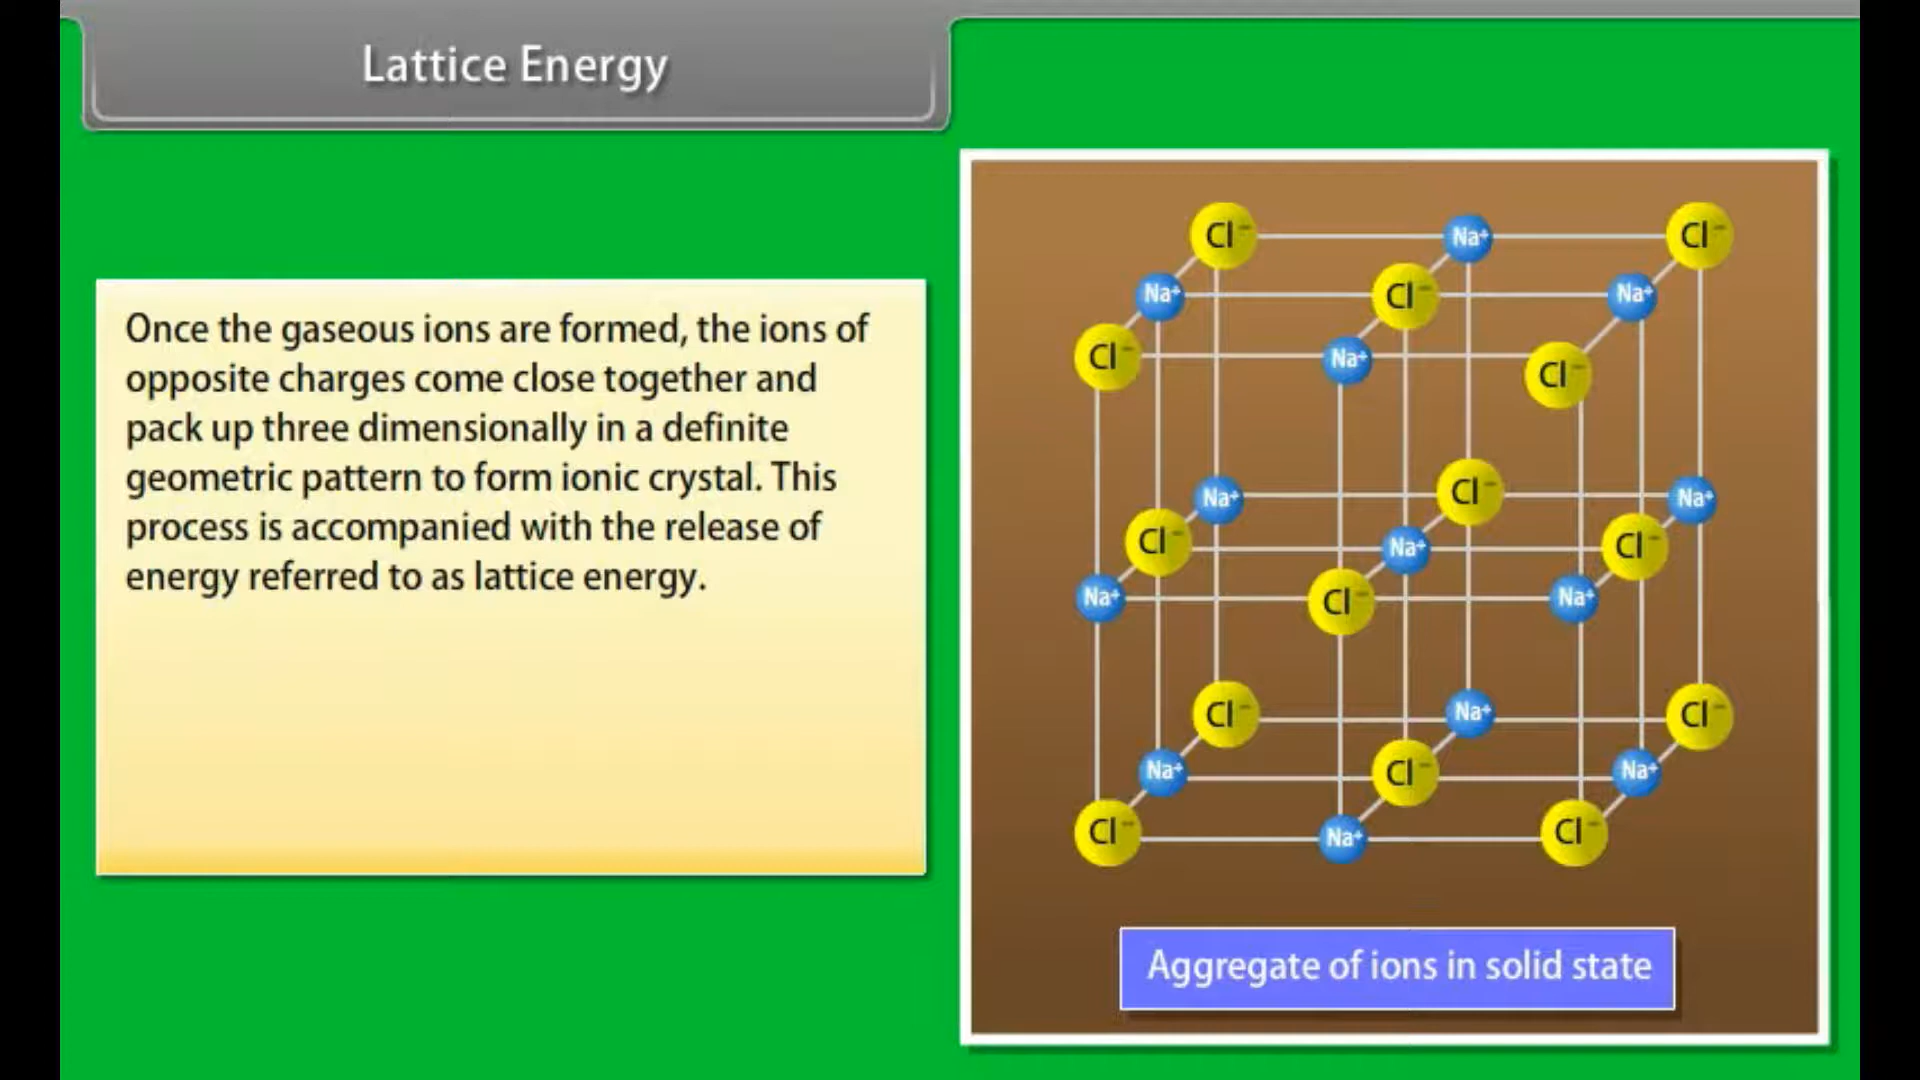 Lattice Energy
Once the gaseous ions are formed, the ions of
opposite charges come close together and
pack up three dimensionally in a definite
geometric pattern to form ionic crystal. This
process is accompanied with the release of
energy referred to as lattice energy.
Cl⁻ Na⁺ Cl⁻
Na⁺ Cl⁻ Na⁺
Cl⁻ Na⁺ Cl⁻
Na⁺ Cl⁻ Na⁺
Cl⁻ Na⁺ Cl⁻
Na⁺ Cl⁻ Na⁺
Cl⁻ Na⁺ Cl⁻
Na⁺ Cl⁻ Na⁺
Cl⁻ Na⁺ Cl⁻
Aggregate of ions in solid state